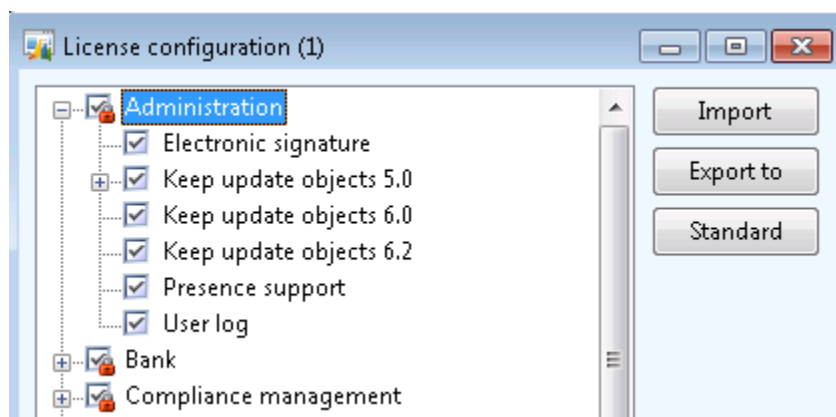 License configuration (1)
Administration
Electronic signature
Keep update objects 5.0
Keep update objects 6.0
Keep update objects 6.2
Presence support
User log
Bank
Compliance management
Import
Export to
Standard